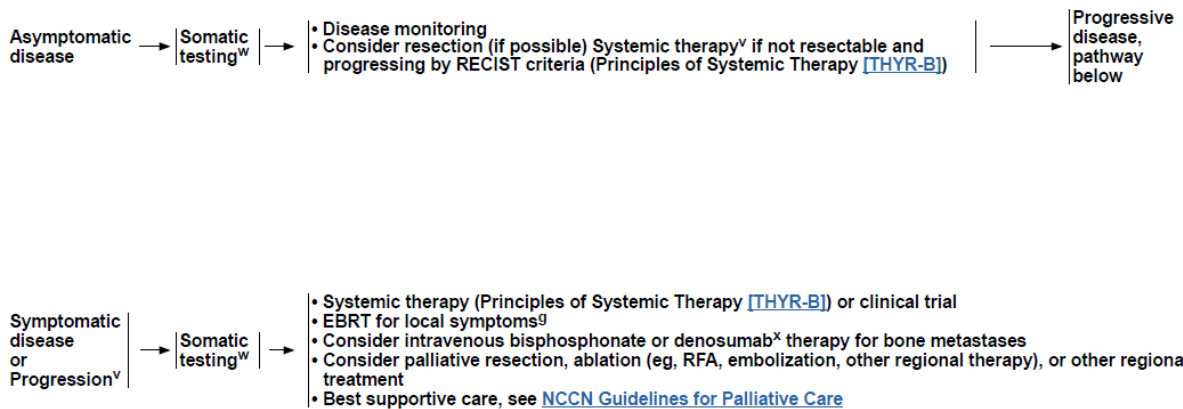 Asymptomatic
disease
Somatic
testingʷ
• Disease monitoring
• Consider resection (if possible) Systemic therapyᵛ if not resectable and
progressing by RECIST criteria (Principles of Systemic Therapy [THYR-B])
Progressive
disease,
pathway
below
Symptomatic
disease
or
Progressionᵛ
Somatic
testingʷ
• Systemic therapy (Principles of Systemic Therapy [THYR-B]) or clinical trial
• EBRT for local symptomsᵍ
• Consider intravenous bisphosphonate or denosumabˣ therapy for bone metastases
• Consider palliative resection, ablation (eg, RFA, embolization, other regional therapy), or other regional
treatment
• Best supportive care, see NCCN Guidelines for Palliative Care